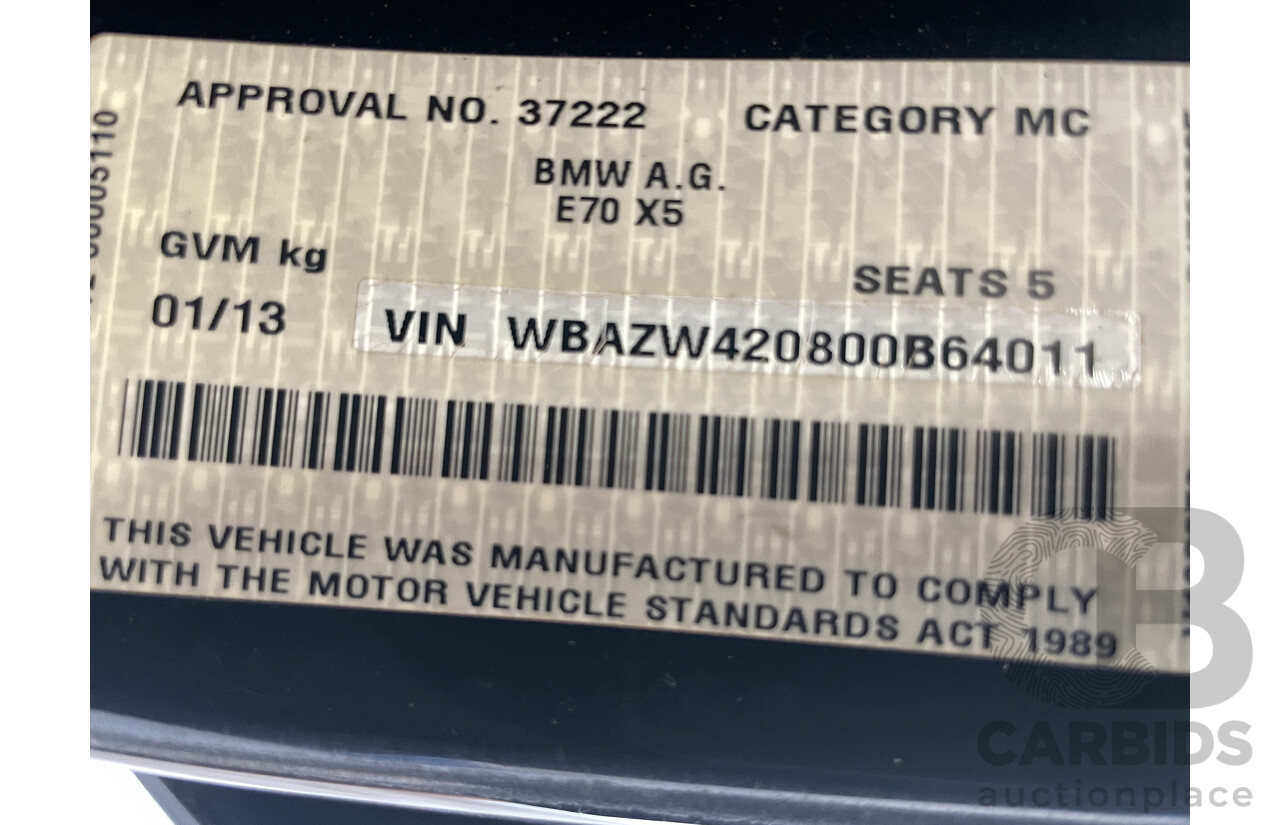 APPROVAL NO. 37222 CATEGORY MC
BMW A.G.
E70 X5
GVM kg
SEATS 5
01/13 VIN WBAZW420800B64011
THIS VEHICLE WAS MANUFACTURED TO COMPLY
WITH THE MOTOR VEHICLE STANDARDS ACT 1989
CARBIDS
auctionplace